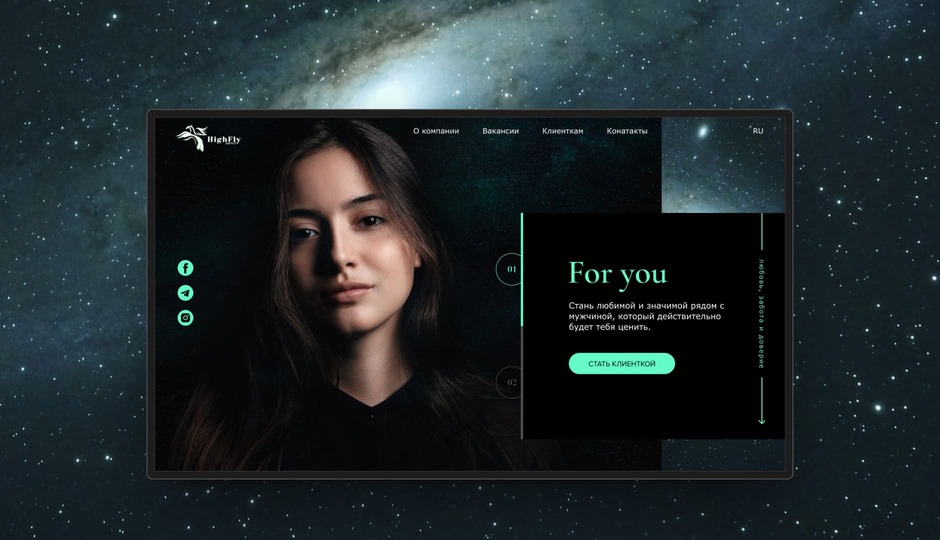 HighFly
О компании
Вакансии
Клиенткам
Конатакты
RU
01
02
For you
Стань любимой и значимой рядом с
мужчиной, который действительно
будет тебя ценить.
СТАТЬ КЛИЕНТКОЙ
любовь, забота и доверие